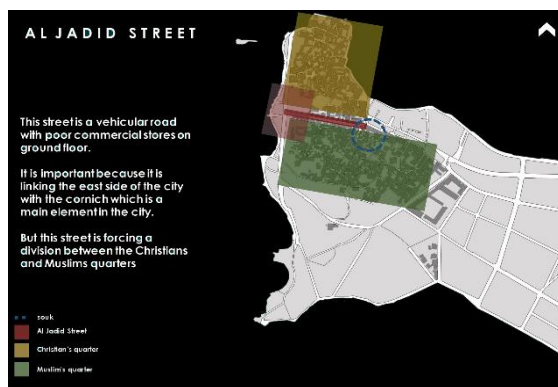 AL JADID STREET
This street is a vehicular road
with poor commercial stores on
ground floor.
It is important because it is
linking the east side of the city
with the cornich which is a
main element in the city.
But this street is forcing a
division between the Christians
and Muslims quarters
souk
Al Jadid Street
Christian's quarter
Muslim's quarter